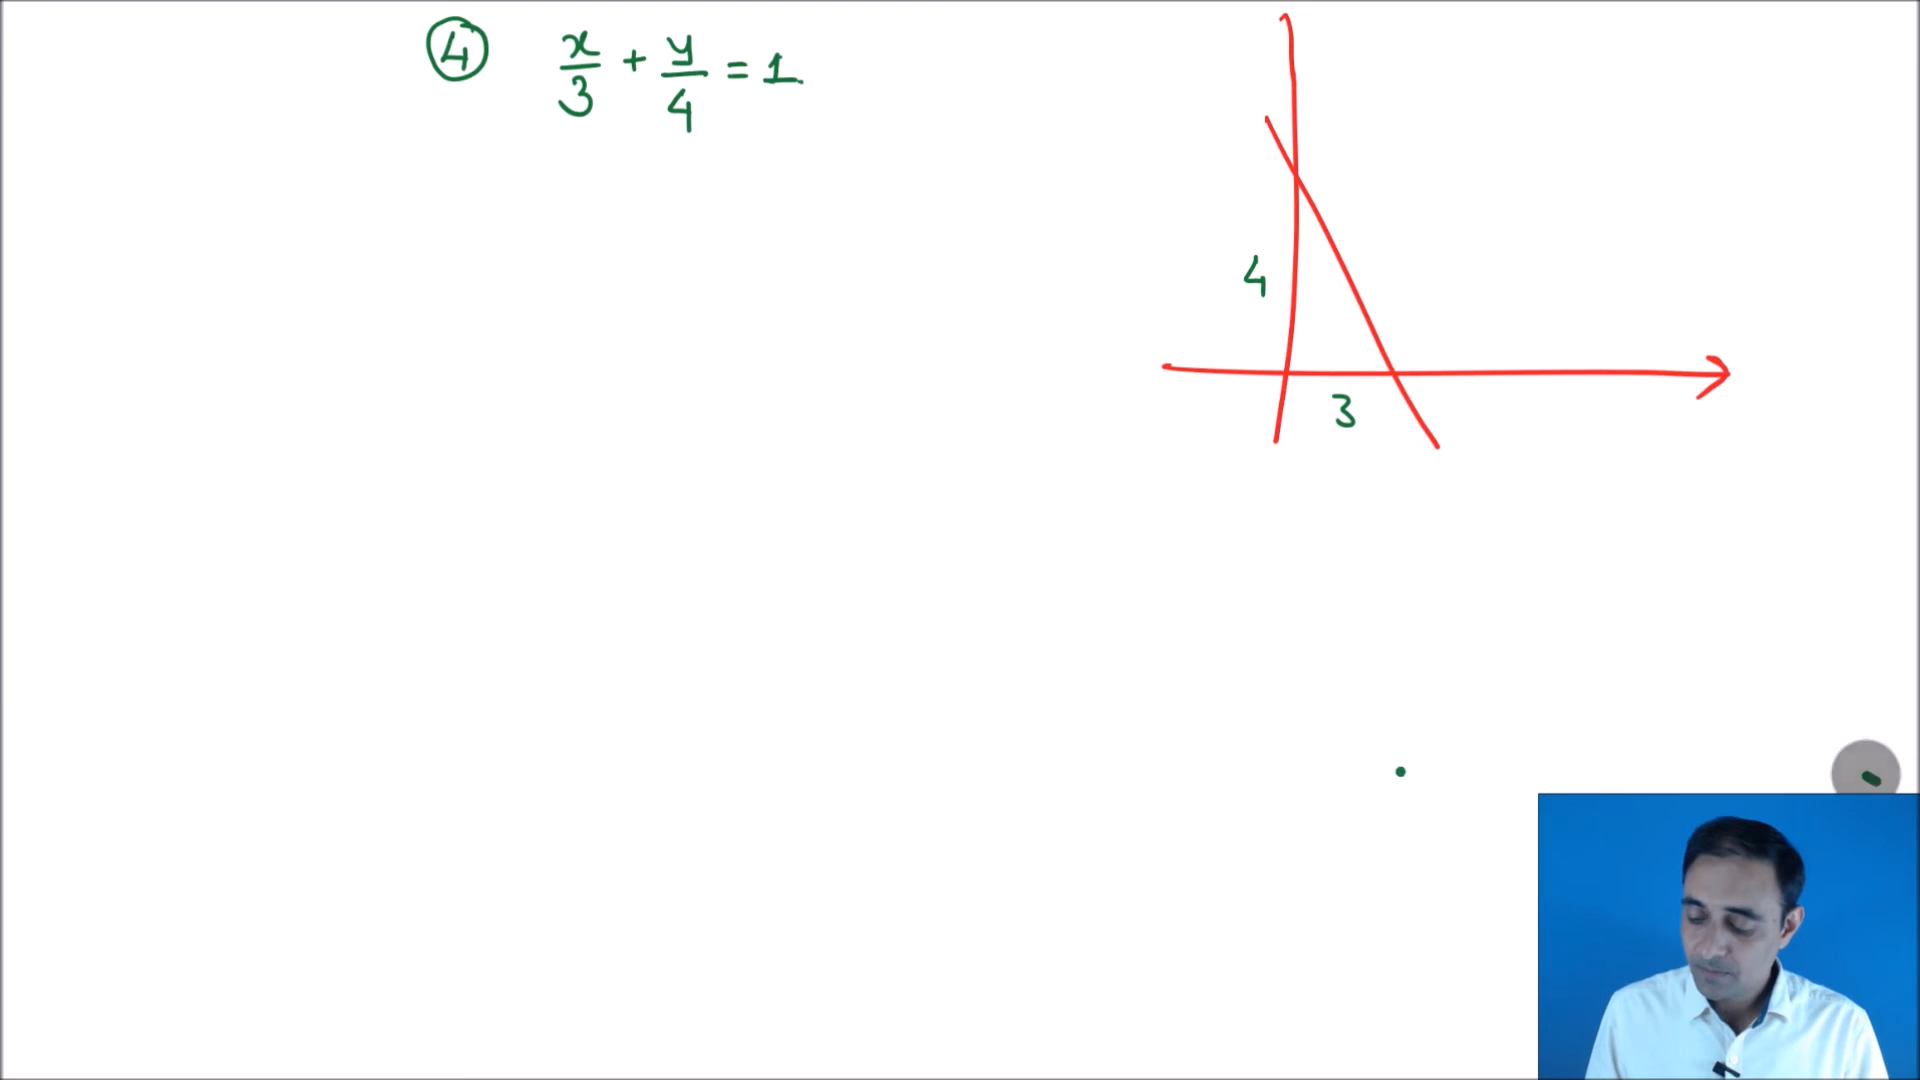 ④ x/3 + y/4 = 1
4
3